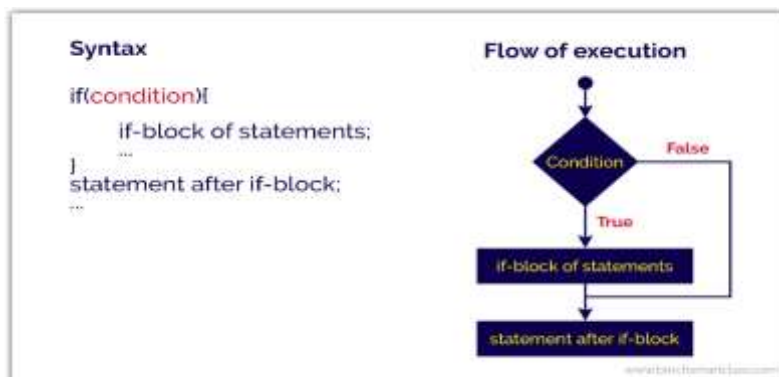 Syntax
if(condition){
if-block of statements;
...
}
statement after if-block;
...
Flow of execution
Condition
False
True
if-block of statements
statement after if-block